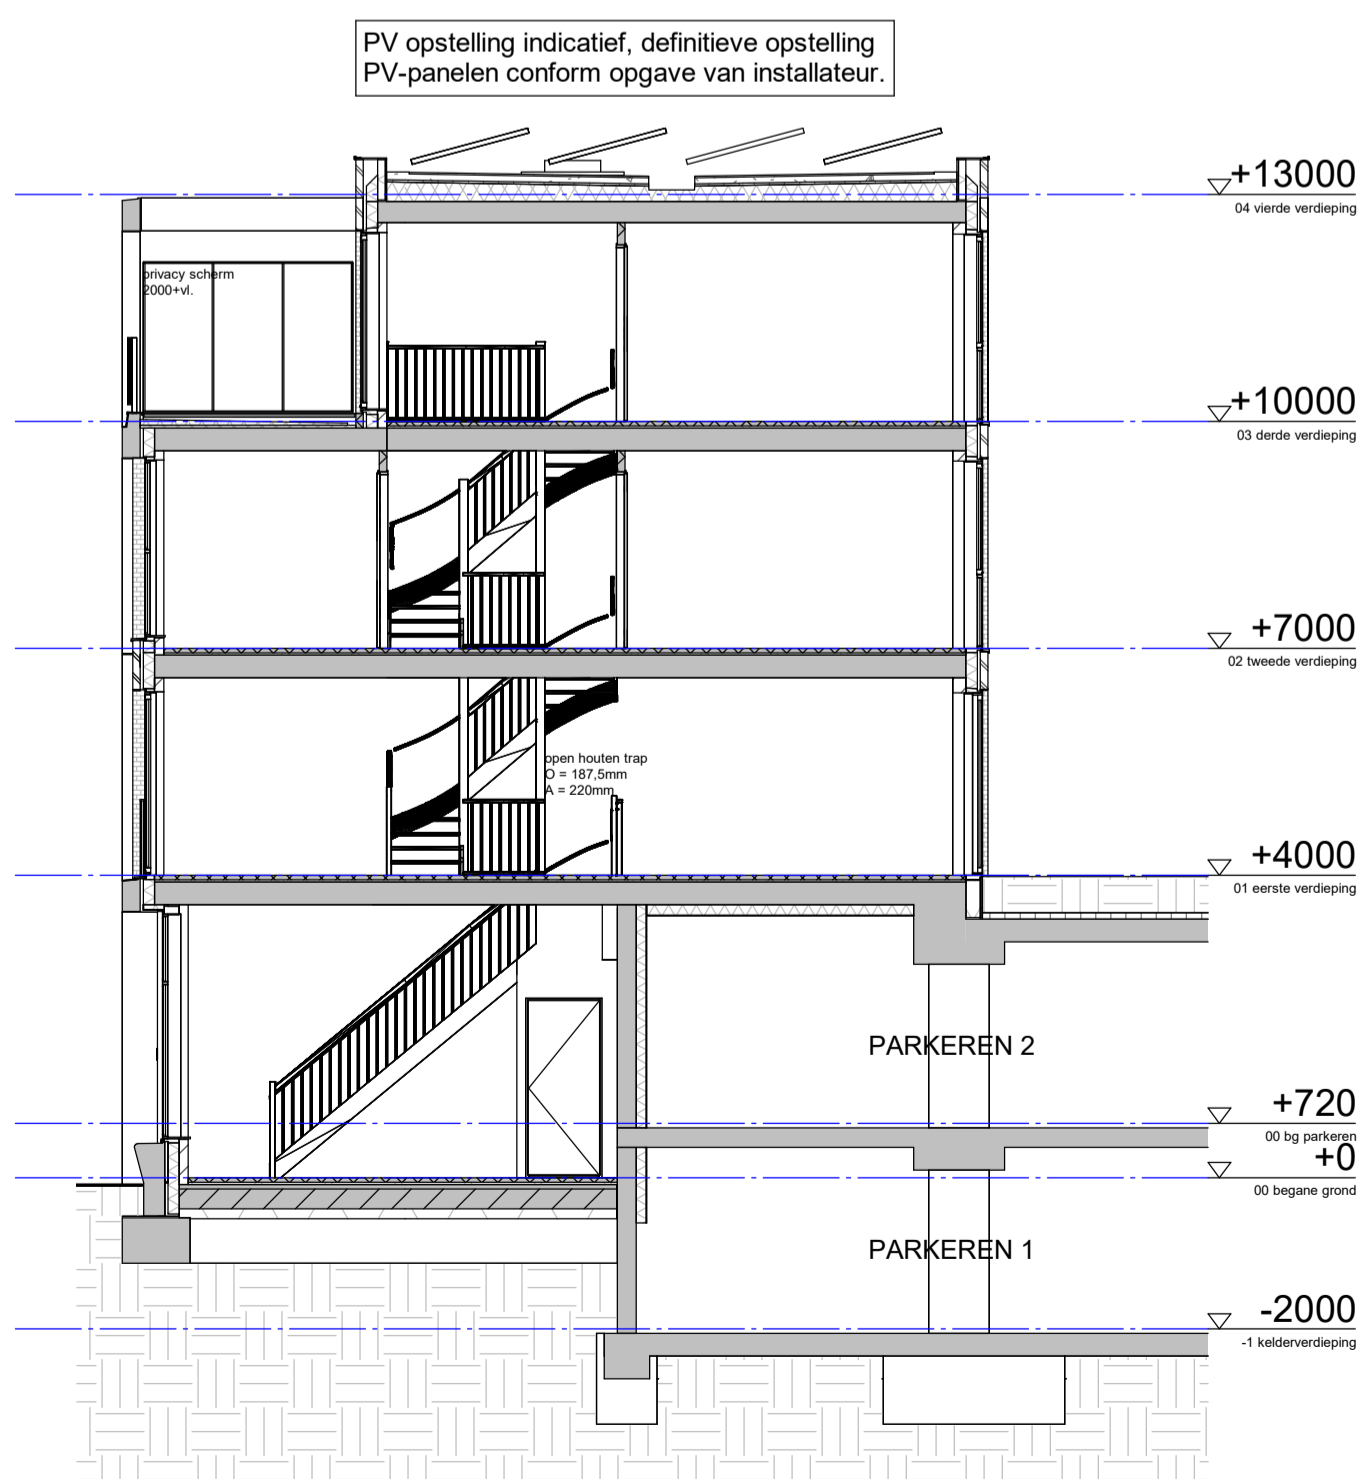 PV opstelling indicatief, definitieve opstelling
PV-panelen conform opgave van installateur.
+13000
04 vierde verdieping
privacy scherm
2000+vl.
+10000
03 derde verdieping
+7000
02 tweede verdieping
open houten trap
O = 187,5mm
A = 220mm
+4000
01 eerste verdieping
PARKEREN 2
+720
00 bg parkeren
+0
00 begane grond
PARKEREN 1
-2000
-1 kelderverdieping